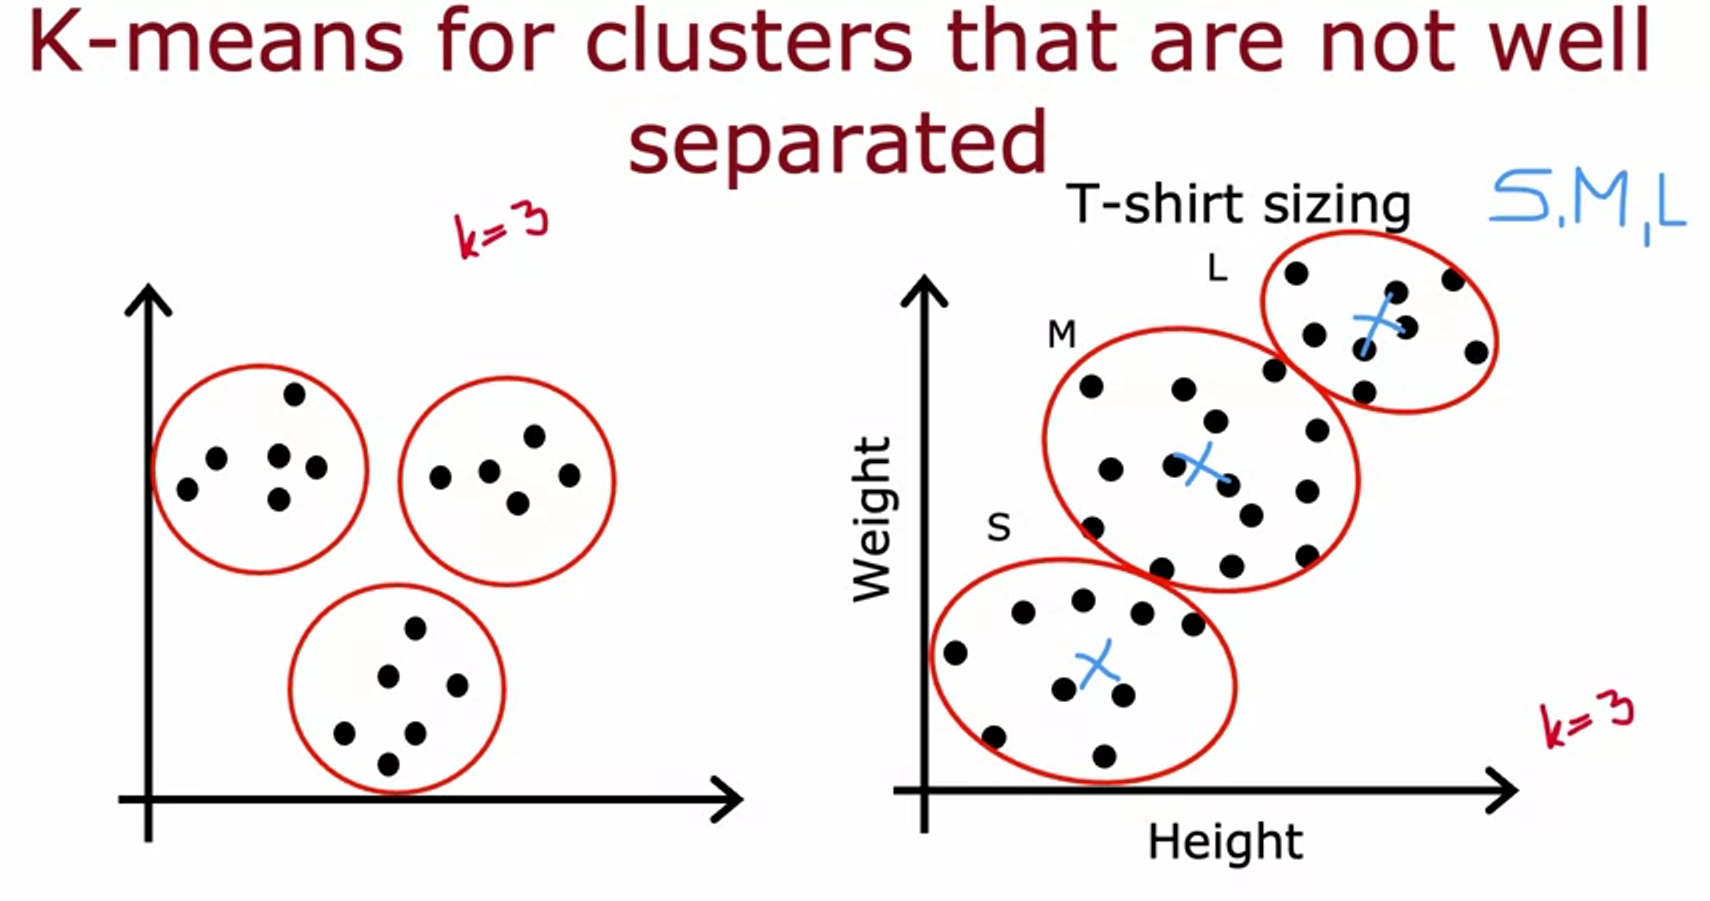 K-means for clusters that are not well
separated
T-shirt sizing
S,M,L
k=3
L
M
Weight
S
k=3
Height